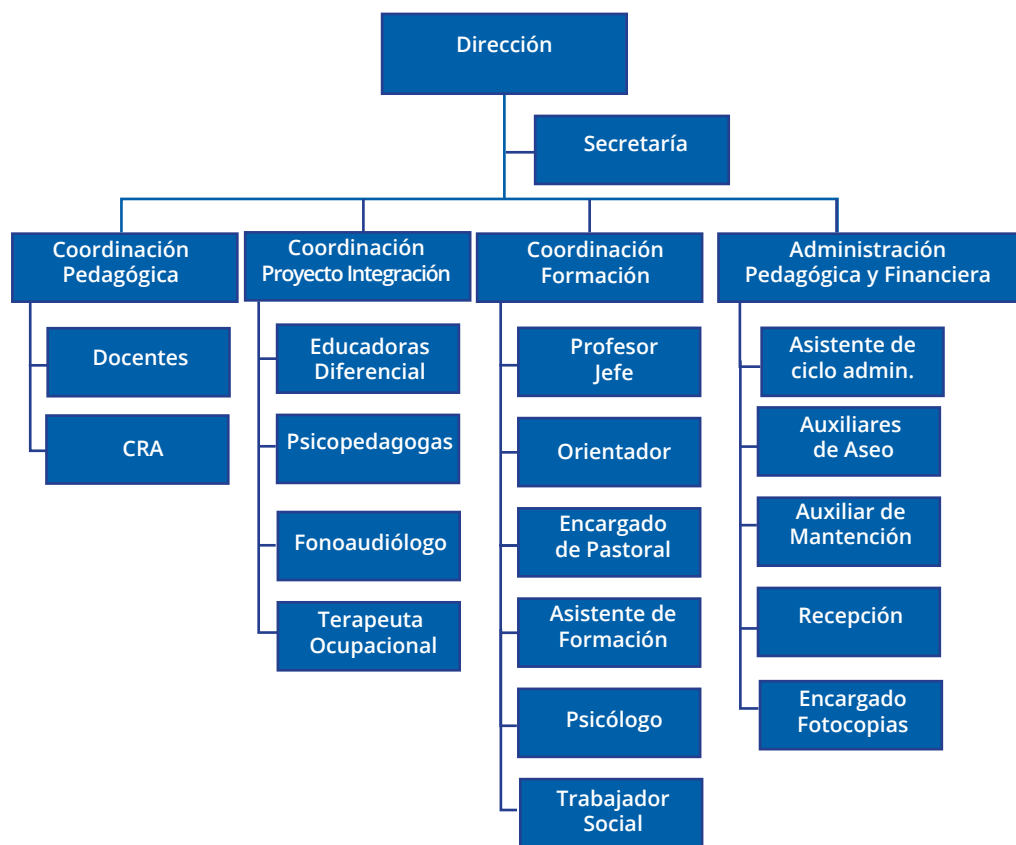 Dirección
Secretaría
Coordinación
Pedagógica
Coordinación
Proyecto Integración
Coordinación
Formación
Administración
Pedagógica y Financiera
Docentes
CRA
Educadoras
Diferencial
Psicopedagogas
Fonoaudiólogo
Terapeuta
Ocupacional
Profesor
Jefe
Orientador
Encargado
de Pastoral
Asistente de
Formación
Psicólogo
Trabajador
Social
Asistente de
ciclo admin.
Auxiliares
de Aseo
Auxiliar de
Mantención
Recepción
Encargado
Fotocopias